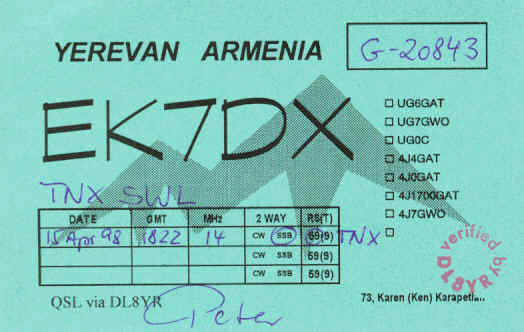 YEREVAN ARMENIA
G-20843
EK7DX
UG6GAT
UG7GWO
UG0C
4J4GAT
4J0GAT
4J1700GAT
4J7GWO
TNX SWL
DATE GMT MHz 2 WAY RS(T)
15 Apr 98 1822 14 CW SSB 59(9) TNX
CW SSB 59(9)
CW SSB 59(9)
verified by DL8YR
QSL via DL8YR
Peter
73, Karen (Ken)